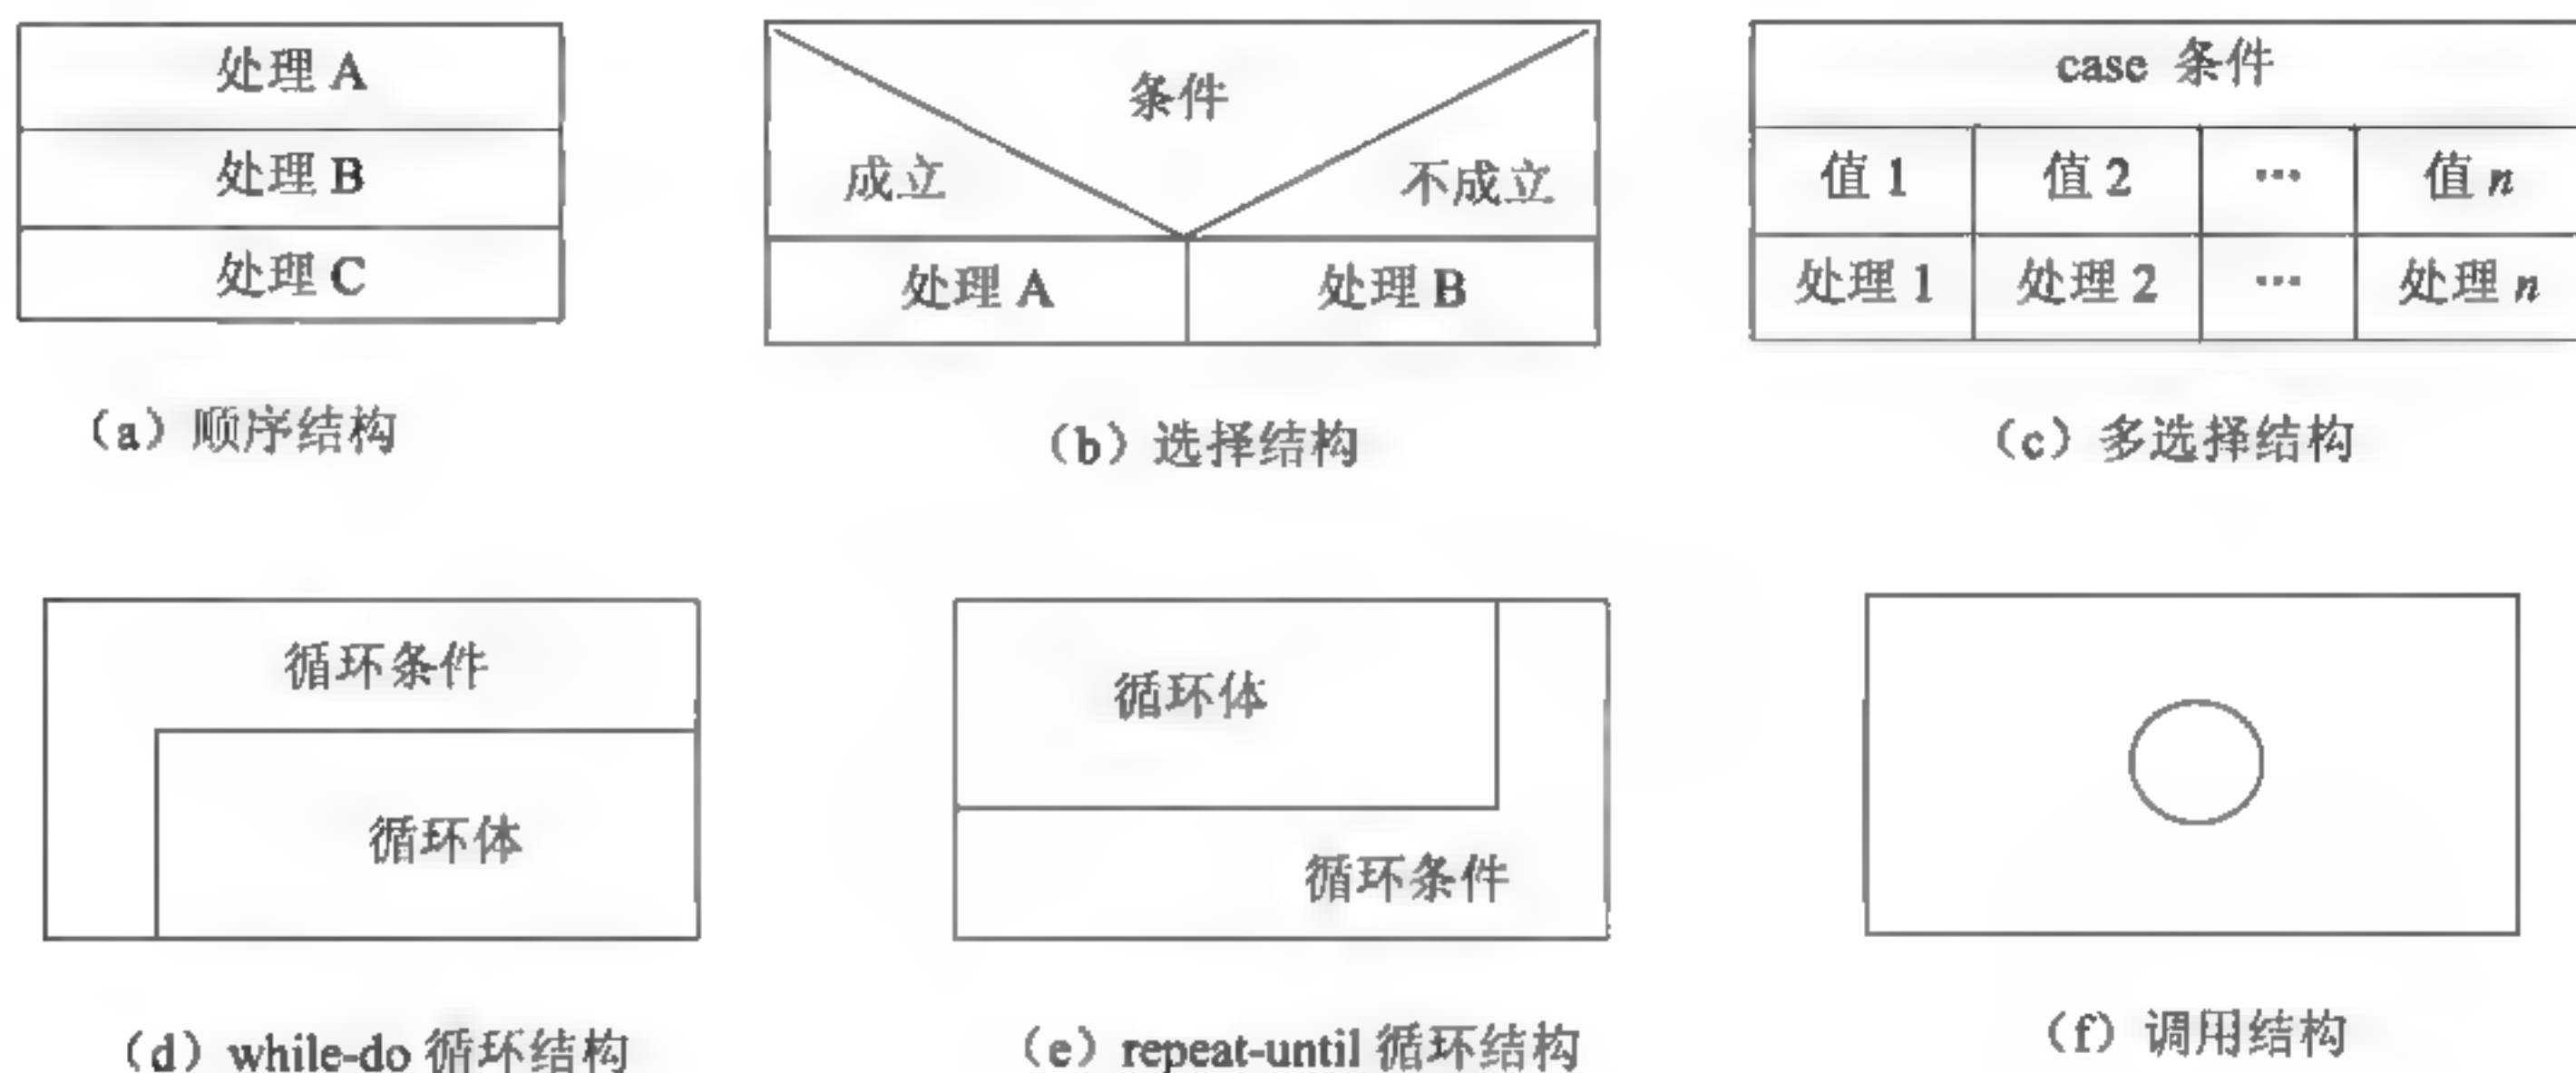 处理 A
处理 B
处理 C
(a) 顺序结构
条件
成立
不成立
处理 A
处理 B
(b) 选择结构
case 条件
值 1 值 2 … 值 n
处理 1 处理 2 … 处理 n
(c) 多选择结构
循环条件
循环体
(d) while-do 循环结构
循环体
循环条件
(e) repeat-until 循环结构
(f) 调用结构